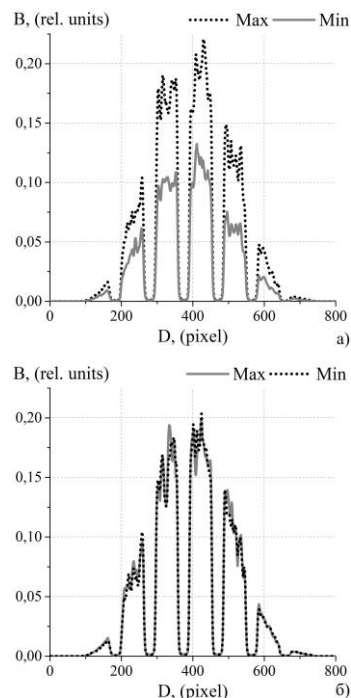 B, (rel. units) Max Min
0,20
0,15
0,10
0,05
0,00
0 200 400 600 800
D, (pixel)
а)
B, (rel. units) Max Min
0,20
0,15
0,10
0,05
0,00
0 200 400 600 800
D, (pixel)
б)